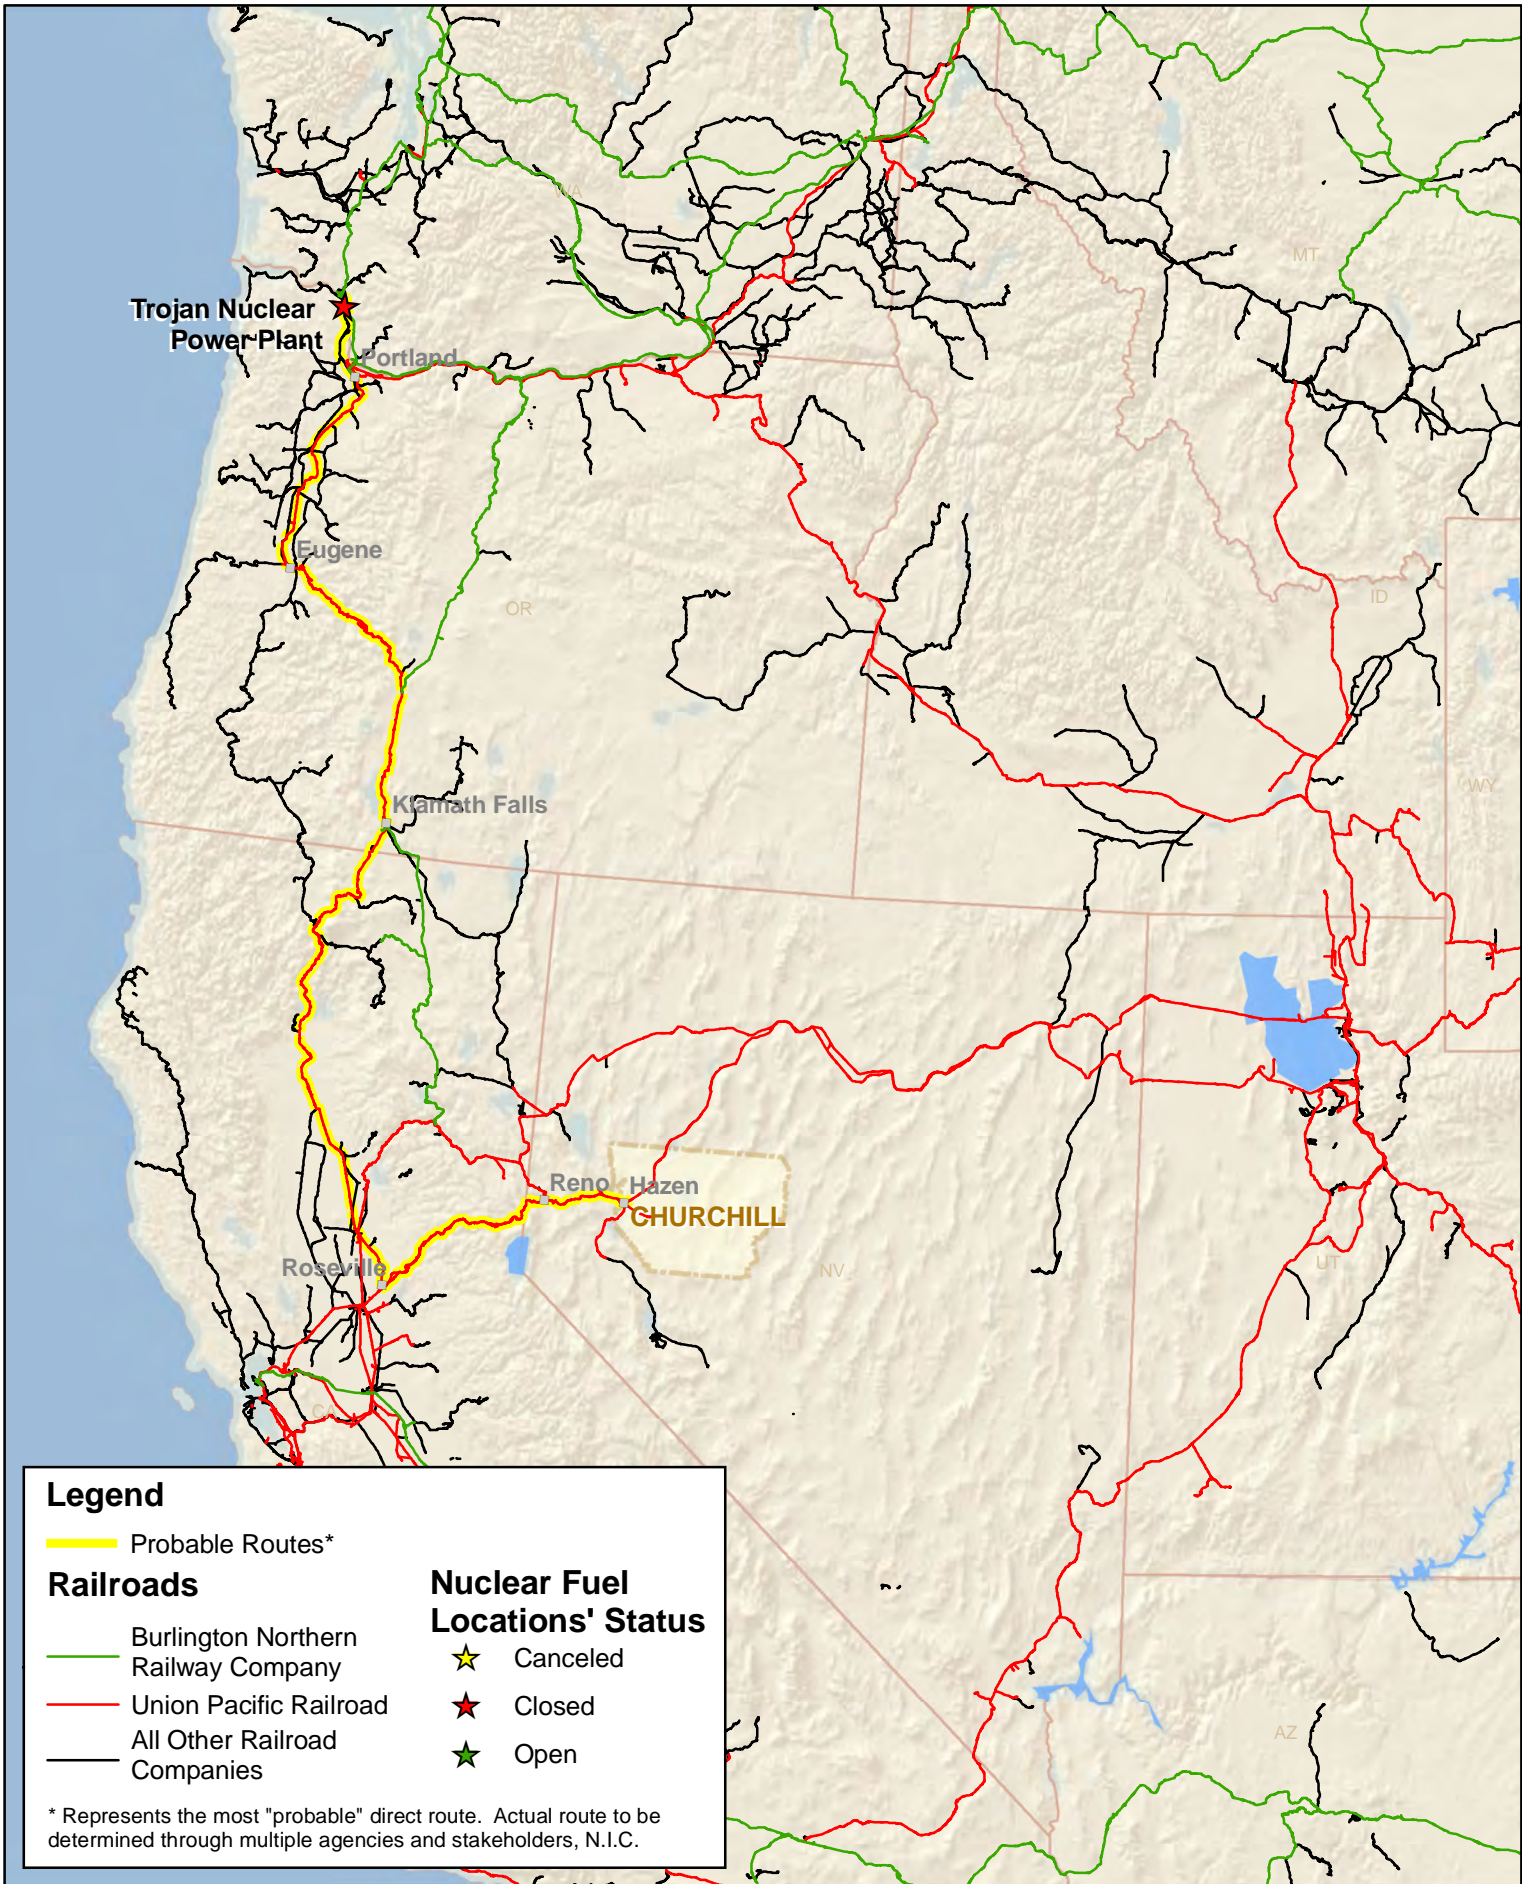 WA
MT
Trojan Nuclear
Power Plant
Portland
Eugene
OR
ID
Klamath Falls
WY
Reno
Hazen
CHURCHILL
Roseville
NV
UT
CA
AZ
Legend
Probable Routes*
Railroads
Burlington Northern
Railway Company
Union Pacific Railroad
All Other Railroad
Companies
Nuclear Fuel
Locations' Status
Canceled
Closed
Open
* Represents the most "probable" direct route. Actual route to be
determined through multiple agencies and stakeholders, N.I.C.